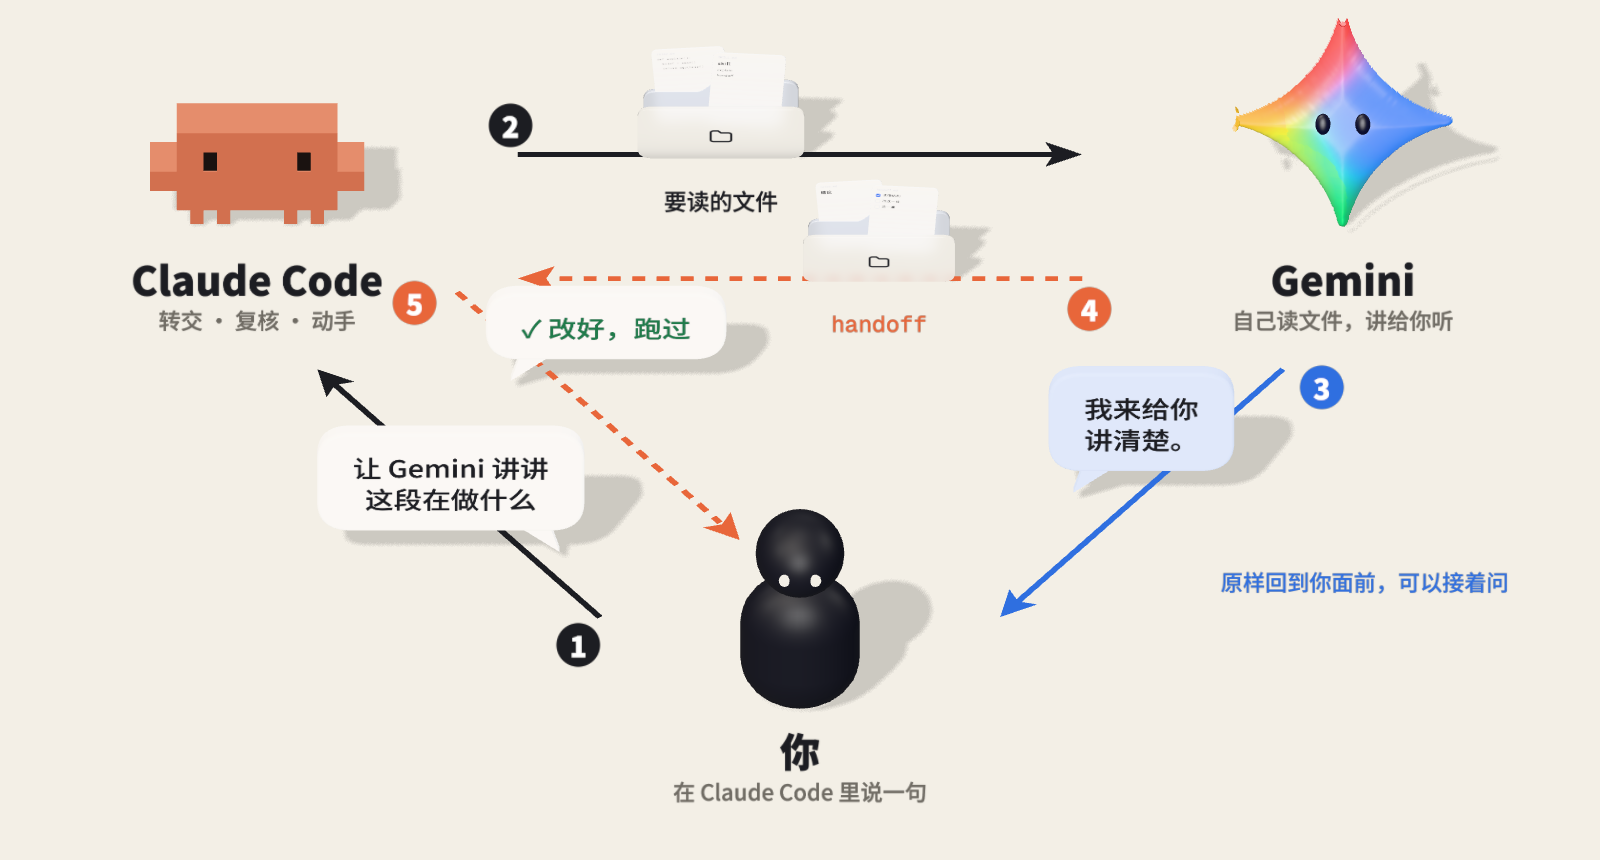 2
要读的文件
Claude Code
转交 · 复核 · 动手
5
✓ 改好，跑过
handoff
4
Gemini
自己读文件，讲给你听
3
我来给你
讲清楚。
让 Gemini 讲讲
这段在做什么
原样回到你面前，可以接着问
1
你
在 Claude Code 里说一句